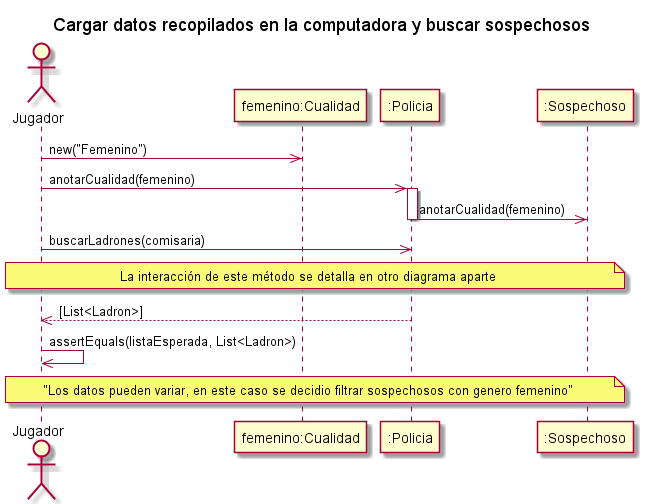 Cargar datos recopilados en la computadora y buscar sospechosos
Jugador
femenino:Cualidad
:Policia
:Sospechoso
new("Femenino")
anotarCualidad(femenino)
anotarCualidad(femenino)
buscarLadrones(comisaria)
La interacción de este método se detalla en otro diagrama aparte
[List<Ladron>]
assertEquals(listaEsperada, List<Ladron>)
"Los datos pueden variar, en este caso se decidio filtrar sospechosos con genero femenino"
Jugador
femenino:Cualidad
:Policia
:Sospechoso